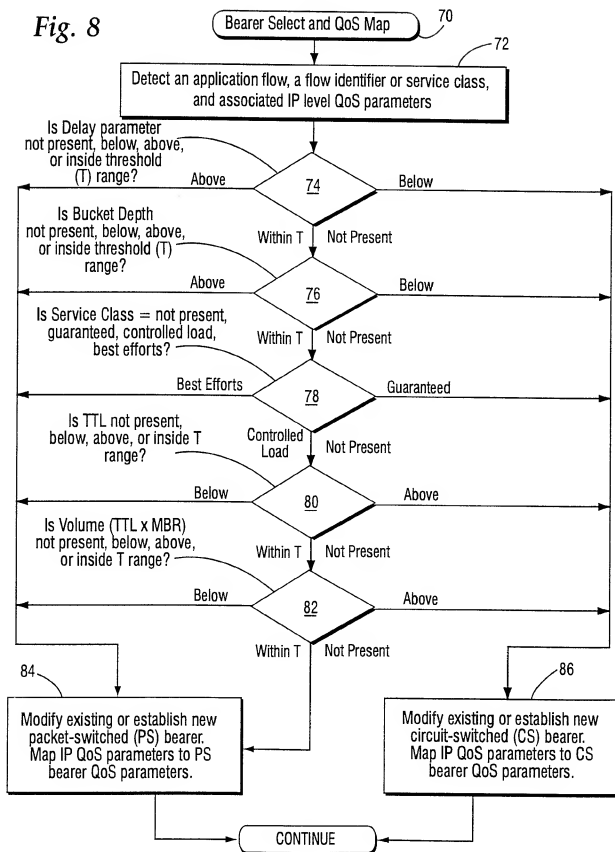 Fig. 8
Bearer Select and QoS Map
70
72
Detect an application flow, a flow identifier or service class,
and associated IP level QoS parameters
Is Delay parameter
not present, below, above,
or inside threshold
(T) range?
Above
74
Below
Within T
Not Present
Is Bucket Depth
not present, below, above,
or inside threshold (T)
range?
Above
76
Below
Within T
Not Present
Is Service Class = not present,
guaranteed, controlled load,
best efforts?
Best Efforts
78
Guaranteed
Controlled
Load
Not Present
Is TTL not present,
below, above, or inside T
range?
Below
80
Above
Within T
Not Present
Is Volume (TTL x MBR)
not present, below, above,
or inside T range?
Below
82
Above
Within T
Not Present
84
Modify existing or establish new
packet-switched (PS) bearer.
Map IP QoS parameters to PS
bearer QoS parameters.
86
Modify existing or establish new
circuit-switched (CS) bearer.
Map IP QoS parameters to CS
bearer QoS parameters.
CONTINUE